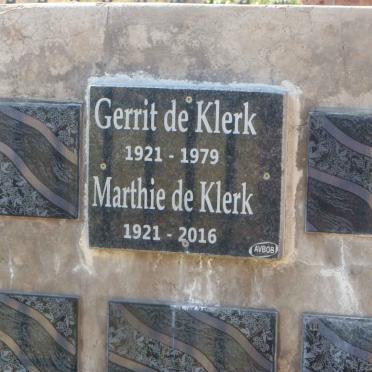 Gerrit de Klerk
1921 - 1979
Marthie de Klerk
1921 - 2016
AVBOB